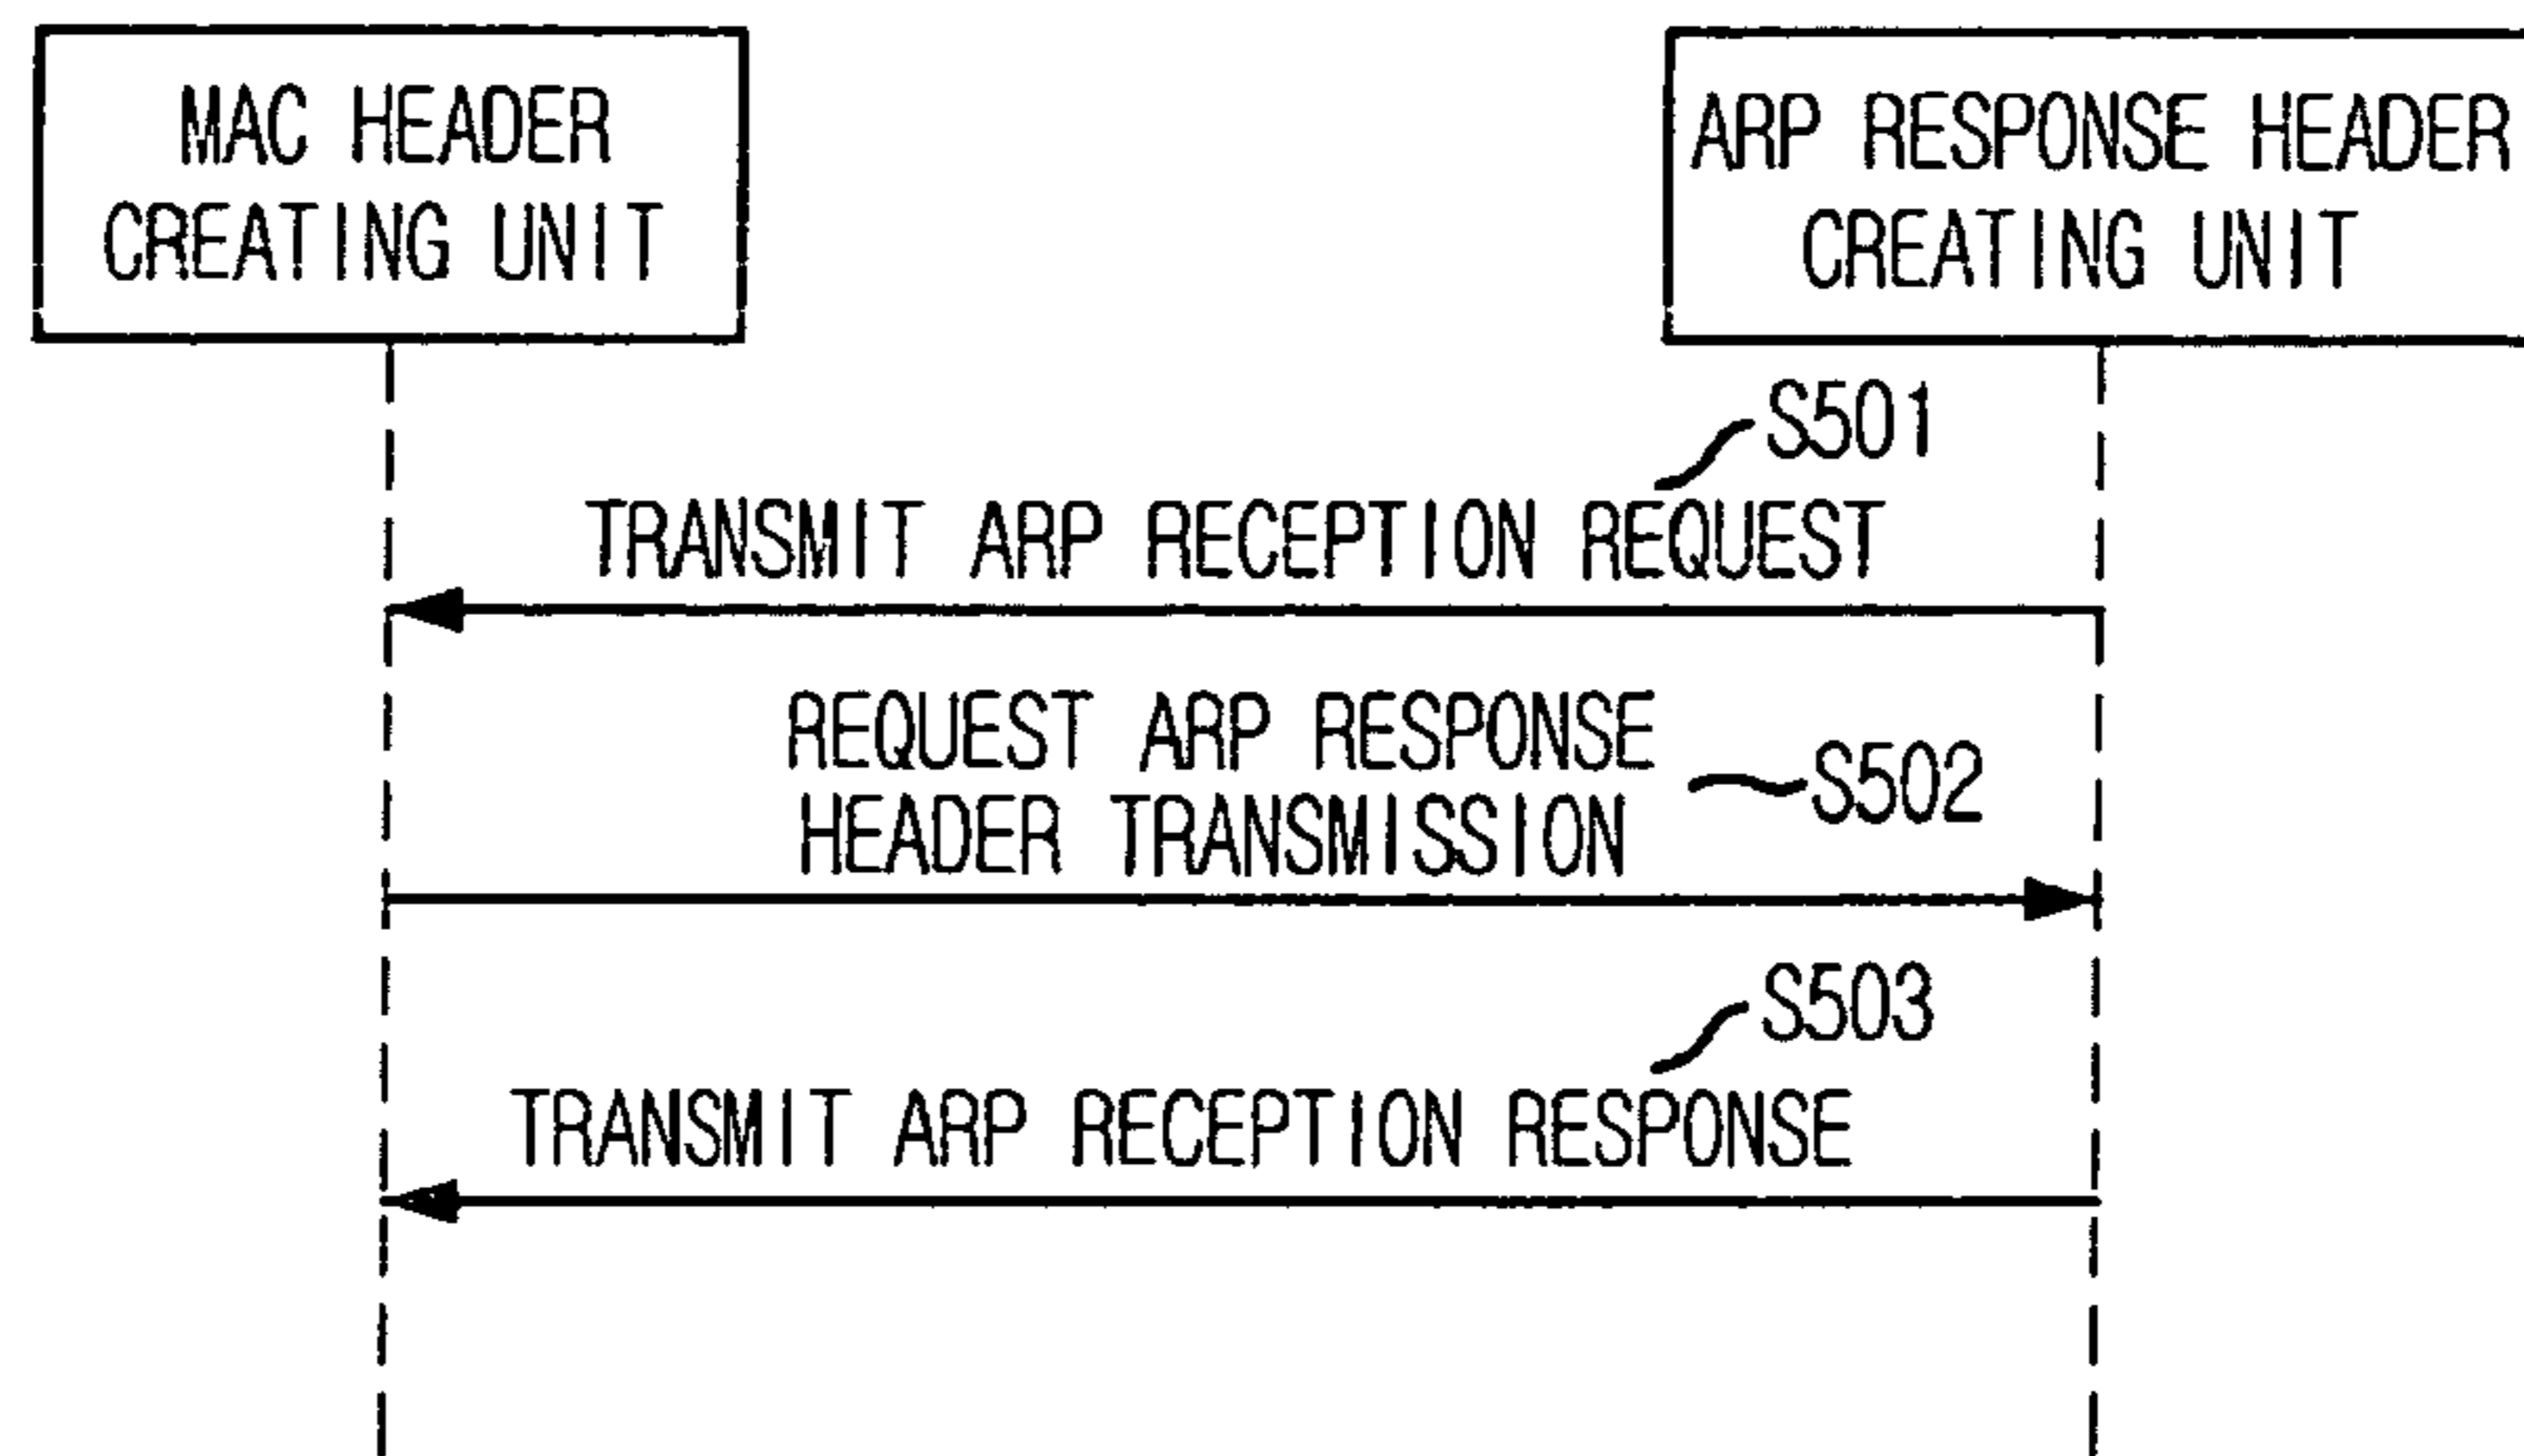 MAC HEADER
CREATING UNIT
ARP RESPONSE HEADER
CREATING UNIT
S501
TRANSMIT ARP RECEPTION REQUEST
REQUEST ARP RESPONSE
HEADER TRANSMISSION
S502
S503
TRANSMIT ARP RECEPTION RESPONSE